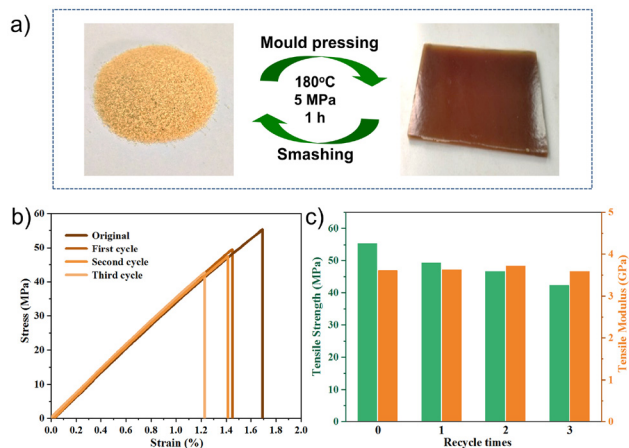 a)
Mould pressing
180°C
5 MPa
1 h
Smashing
b)
60
50
40
30
20
10
0
Stress (MPa)
Original
First cycle
Second cycle
Third cycle
0.0 0.2 0.4 0.6 0.8 1.0 1.2 1.4 1.6 1.8 2.0
Strain (%)
c)
60
50
40
30
20
10
0
Tensile Strength (MPa)
5
4
3
2
1
0
Tensile Modulus (GPa)
0 1 2 3
Recycle times